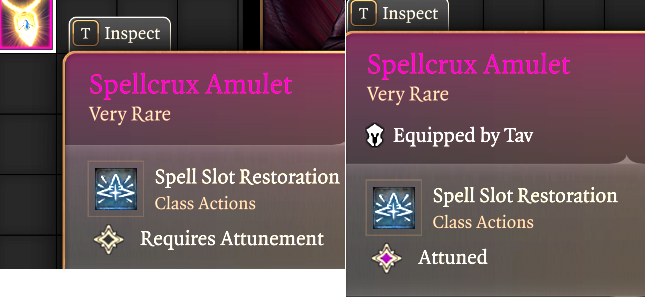 T Inspect
Spellcrux Amulet
Very Rare
Spell Slot Restoration
Class Actions
Requires Attunement
T Inspect
Spellcrux Amulet
Very Rare
Equipped by Tav
Spell Slot Restoration
Class Actions
Attuned